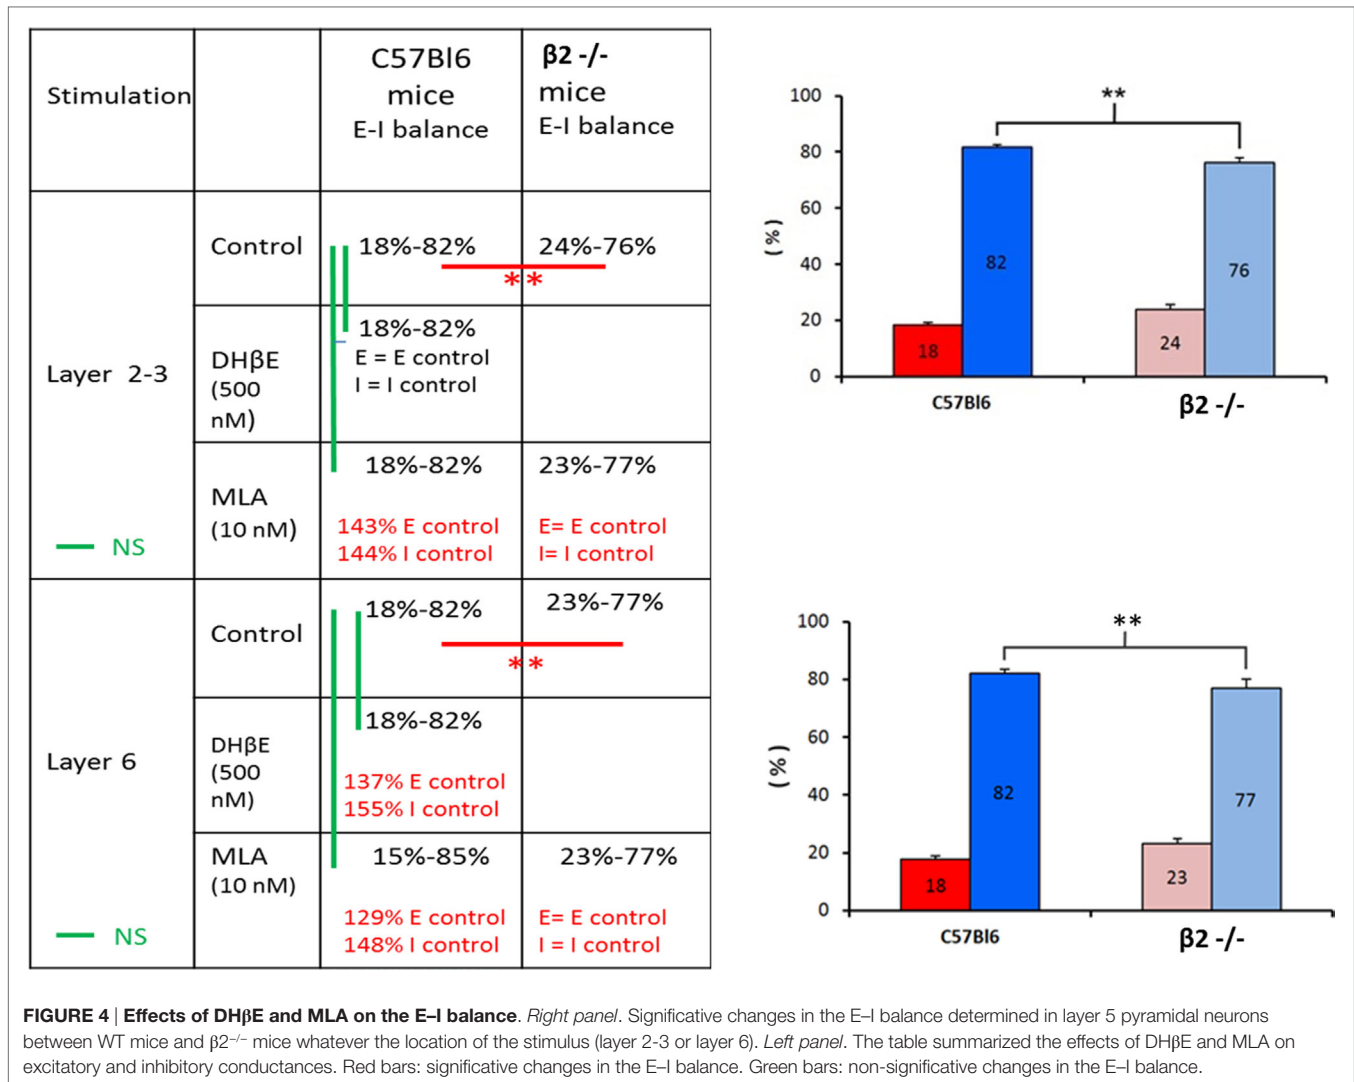 Stimulation
C57Bl6
mice
E-I balance
β2 -/-
mice
E-I balance
Layer 2-3
NS
Control
18%-82%
24%-76%
**
DHβE
(500
nM)
18%-82%
E = E control
I = I control
MLA
(10 nM)
18%-82%
143% E control
144% I control
23%-77%
E= E control
I= I control
Layer 6
NS
Control
18%-82%
23%-77%
**
DHβE
(500
nM)
18%-82%
137% E control
155% I control
MLA
(10 nM)
15%-85%
129% E control
148% I control
23%-77%
E= E control
I = I control
**
100
80
60
40
20
0
(%)
18
82
24
76
C57Bl6
β2 -/-
**
100
80
60
40
20
0
(%)
18
82
23
77
C57Bl6
β2 -/-
FIGURE 4 | Effects of DHβE and MLA on the E–I balance. Right panel. Significative changes in the E–I balance determined in layer 5 pyramidal neurons
between WT mice and β2−/− mice whatever the location of the stimulus (layer 2-3 or layer 6). Left panel. The table summarized the effects of DHβE and MLA on
excitatory and inhibitory conductances. Red bars: significative changes in the E–I balance. Green bars: non-significative changes in the E–I balance.